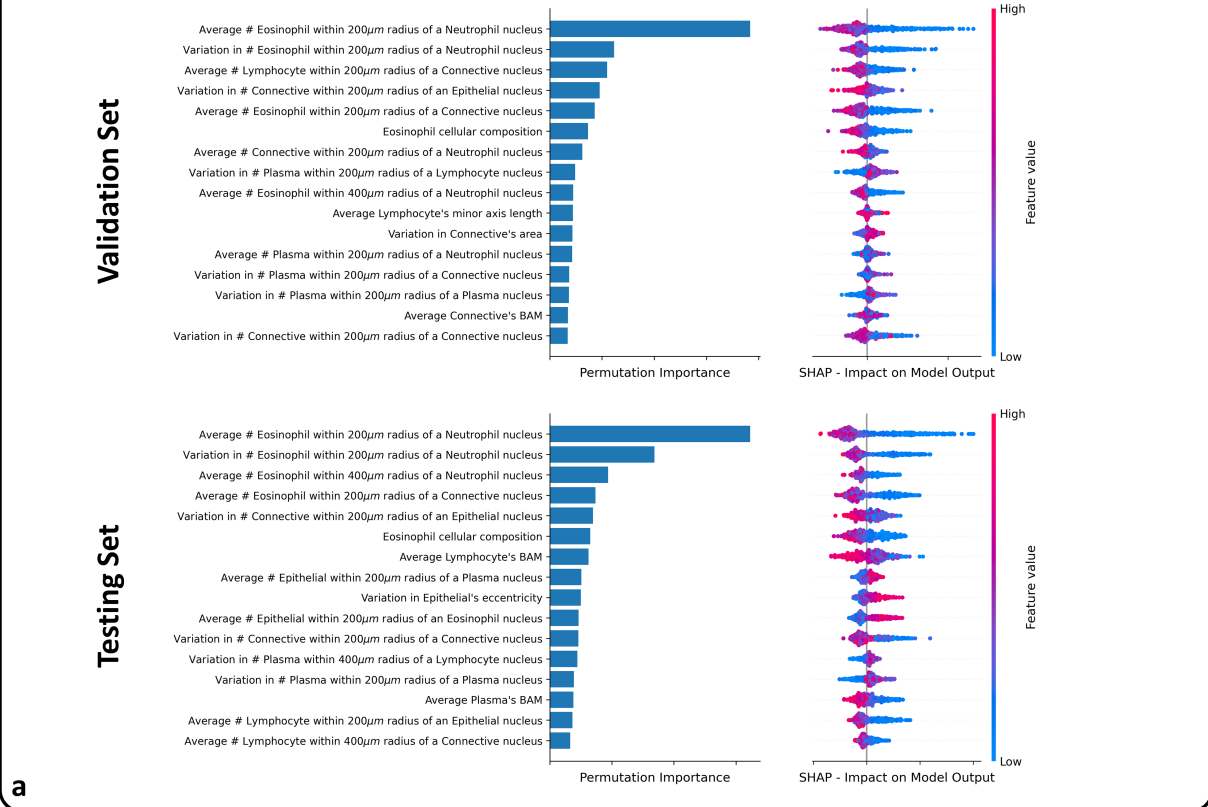 Validation Set
Average # Eosinophil within 200μm radius of a Neutrophil nucleus
Variation in # Eosinophil within 200μm radius of a Neutrophil nucleus
Average # Lymphocyte within 200μm radius of a Connective nucleus
Variation in # Connective within 200μm radius of an Epithelial nucleus
Average # Eosinophil within 200μm radius of a Connective nucleus
Eosinophil cellular composition
Average # Connective within 200μm radius of a Neutrophil nucleus
Variation in # Plasma within 200μm radius of a Lymphocyte nucleus
Average # Eosinophil within 400μm radius of a Neutrophil nucleus
Average Lymphocyte's minor axis length
Variation in Connective's area
Average # Plasma within 200μm radius of a Neutrophil nucleus
Variation in # Plasma within 200μm radius of a Connective nucleus
Variation in # Plasma within 200μm radius of a Plasma nucleus
Average Connective's BAM
Variation in # Connective within 200μm radius of a Connective nucleus
Permutation Importance
SHAP - Impact on Model Output
High
Feature value
Low
Testing Set
Average # Eosinophil within 200μm radius of a Neutrophil nucleus
Variation in # Eosinophil within 200μm radius of a Neutrophil nucleus
Average # Eosinophil within 400μm radius of a Neutrophil nucleus
Average # Eosinophil within 200μm radius of a Connective nucleus
Variation in # Connective within 200μm radius of an Epithelial nucleus
Eosinophil cellular composition
Average Lymphocyte's BAM
Average # Epithelial within 200μm radius of a Plasma nucleus
Variation in Epithelial's eccentricity
Average # Epithelial within 200μm radius of an Eosinophil nucleus
Variation in # Connective within 200μm radius of a Connective nucleus
Variation in # Plasma within 400μm radius of a Lymphocyte nucleus
Variation in # Plasma within 200μm radius of a Plasma nucleus
Average Plasma's BAM
Average # Lymphocyte within 200μm radius of an Epithelial nucleus
Average # Lymphocyte within 400μm radius of a Connective nucleus
Permutation Importance
SHAP - Impact on Model Output
High
Feature value
Low
a